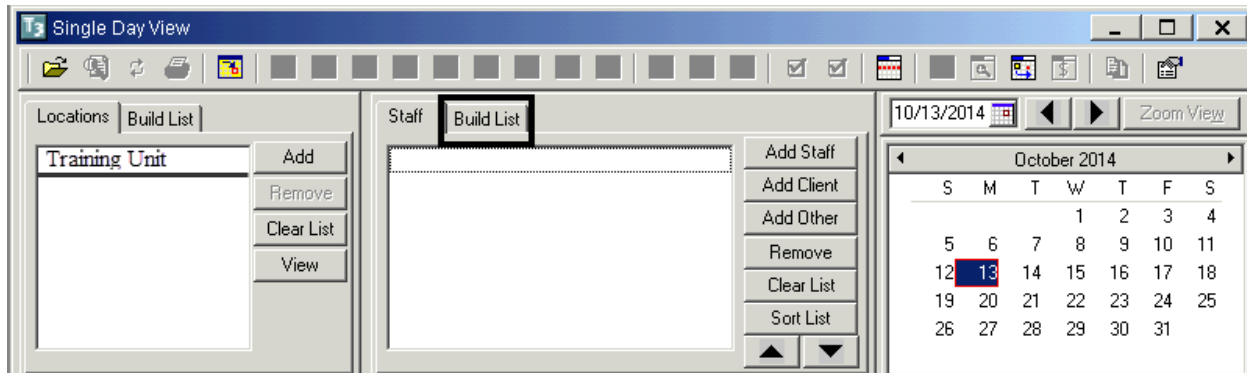 T3 Single Day View
Locations
Build List
Training Unit
Add
Remove
Clear List
View
Staff
Build List
Add Staff
Add Client
Add Other
Remove
Clear List
Sort List
10/13/2014
Zoom View
October 2014
S M T W T F S
1 2 3 4
5 6 7 8 9 10 11
12 13 14 15 16 17 18
19 20 21 22 23 24 25
26 27 28 29 30 31